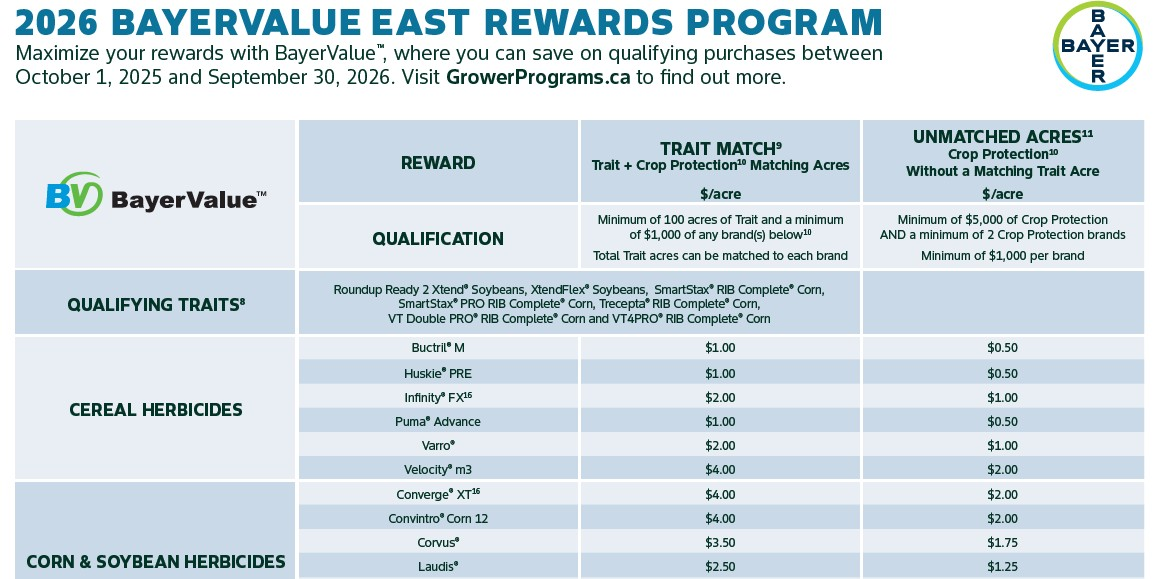 2026 BAYERVALUE EAST REWARDS PROGRAM
Maximize your rewards with BayerValue™, where you can save on qualifying purchases between
October 1, 2025 and September 30, 2026. Visit GrowerPrograms.ca to find out more.
BAYER
BAYER
BV BayerValue™
REWARD
TRAIT MATCH⁹
Trait + Crop Protection¹⁰ Matching Acres
$/acre
UNMATCHED ACRES¹¹
Crop Protection¹⁰
Without a Matching Trait Acre
$/acre
QUALIFICATION
Minimum of 100 acres of Trait and a minimum
of $1,000 of any brand(s) below¹⁰
Total Trait acres can be matched to each brand
Minimum of $5,000 of Crop Protection
AND a minimum of 2 Crop Protection brands
Minimum of $1,000 per brand
QUALIFYING TRAITS⁸
Roundup Ready 2 Xtend® Soybeans, XtendFlex® Soybeans, SmartStax® RIB Complete® Corn,
SmartStax® PRO RIB Complete® Corn, Trecepta® RIB Complete® Corn,
VT Double PRO® RIB Complete® Corn and VT4PRO® RIB Complete® Corn
CEREAL HERBICIDES
Buctril® M $1.00 $0.50
Huskie® PRE $1.00 $0.50
Infinity® FX¹⁶ $2.00 $1.00
Puma® Advance $1.00 $0.50
Varro® $2.00 $1.00
Velocity® m3 $4.00 $2.00
CORN & SOYBEAN HERBICIDES
Converge® XT¹⁶ $4.00 $2.00
Convintro® Corn 12 $4.00 $2.00
Corvus® $3.50 $1.75
Laudis® $2.50 $1.25